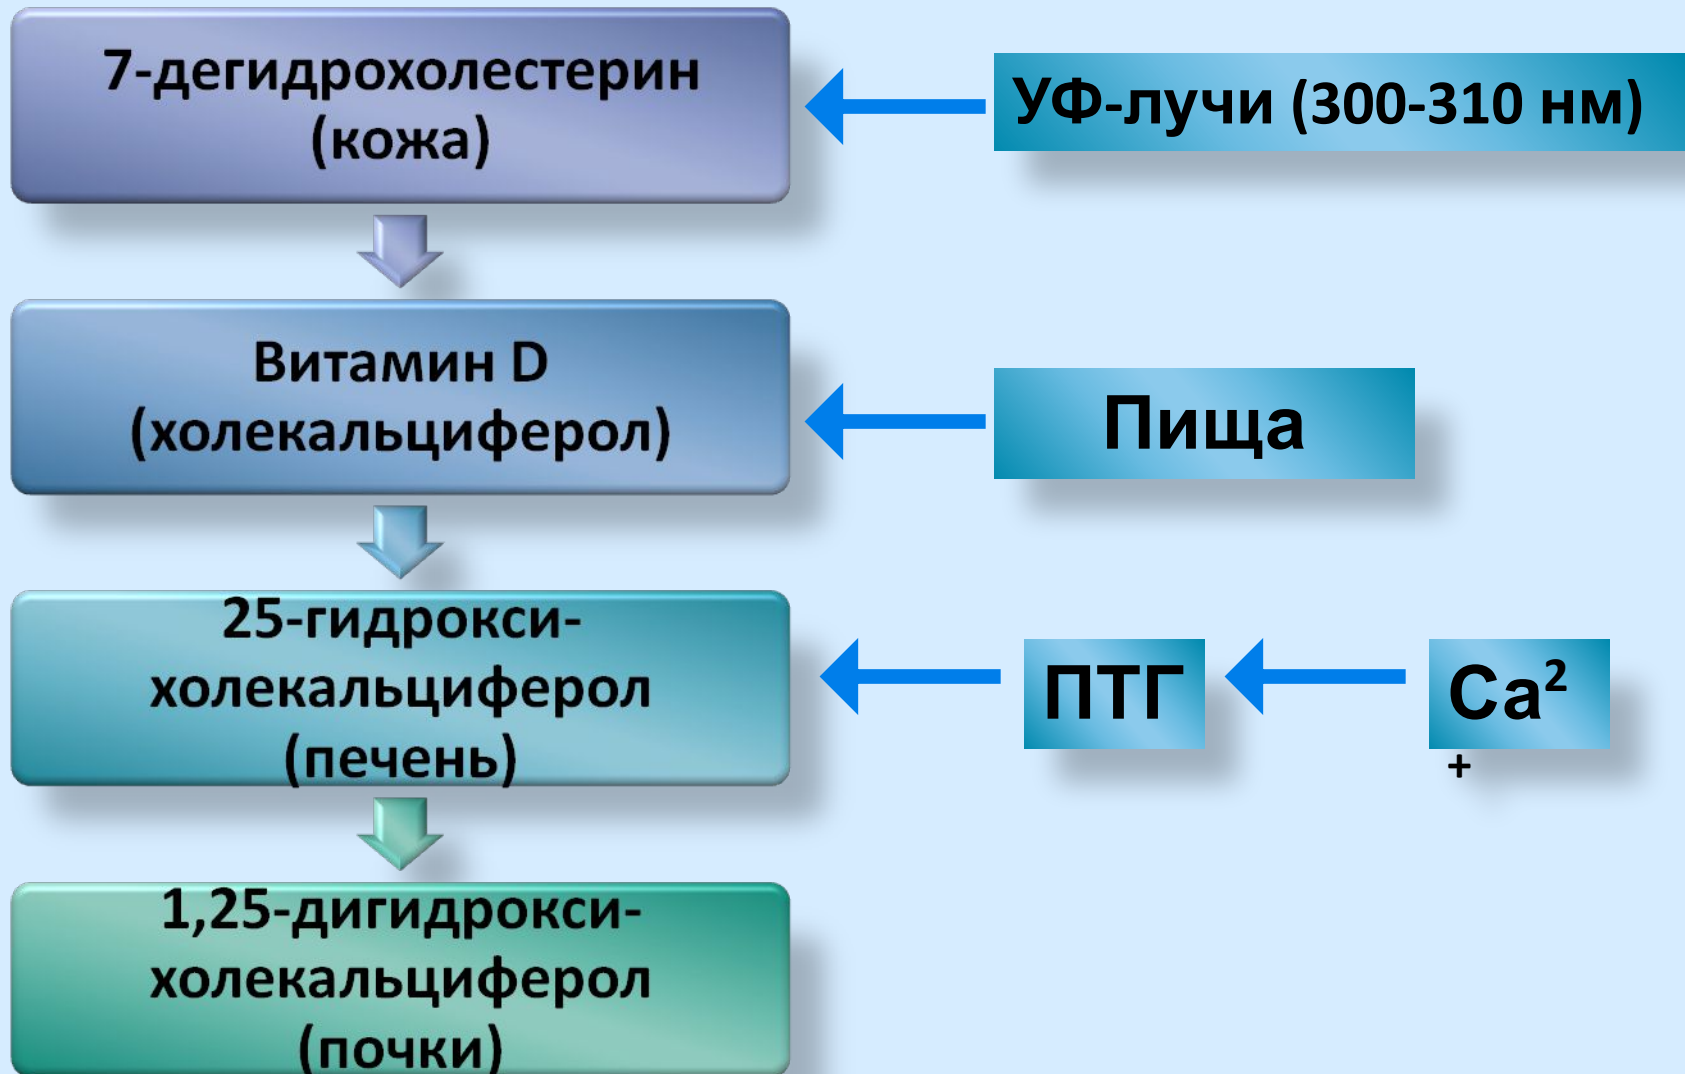 7-дегидрохолестерин
(кожа)
УФ-лучи (300-310 нм)
Витамин D
(холекальциферол)
Пища
25-гидрокси-
холекальциферол
(печень)
ПТГ
Ca²
⁺
1,25-дигидрокси-
холекальциферол
(почки)